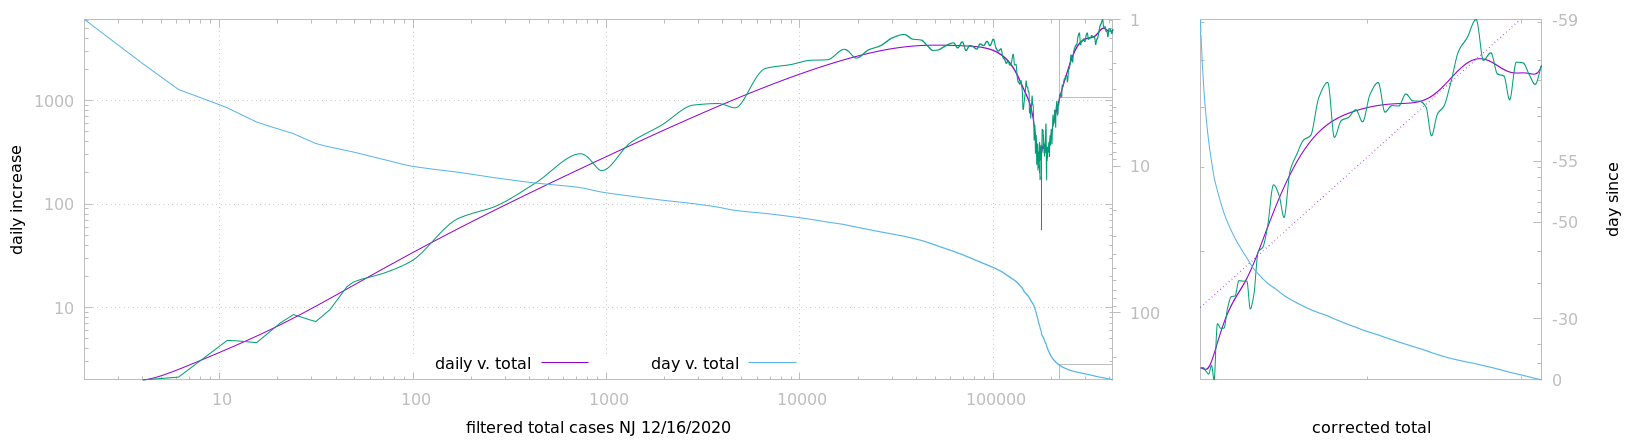 daily increase
1000
100
10
10
100
1000
10000
100000
1
10
100
daily v. total
day v. total
filtered total cases NJ 12/16/2020
-59
-55
-50
-30
0
day since
corrected total